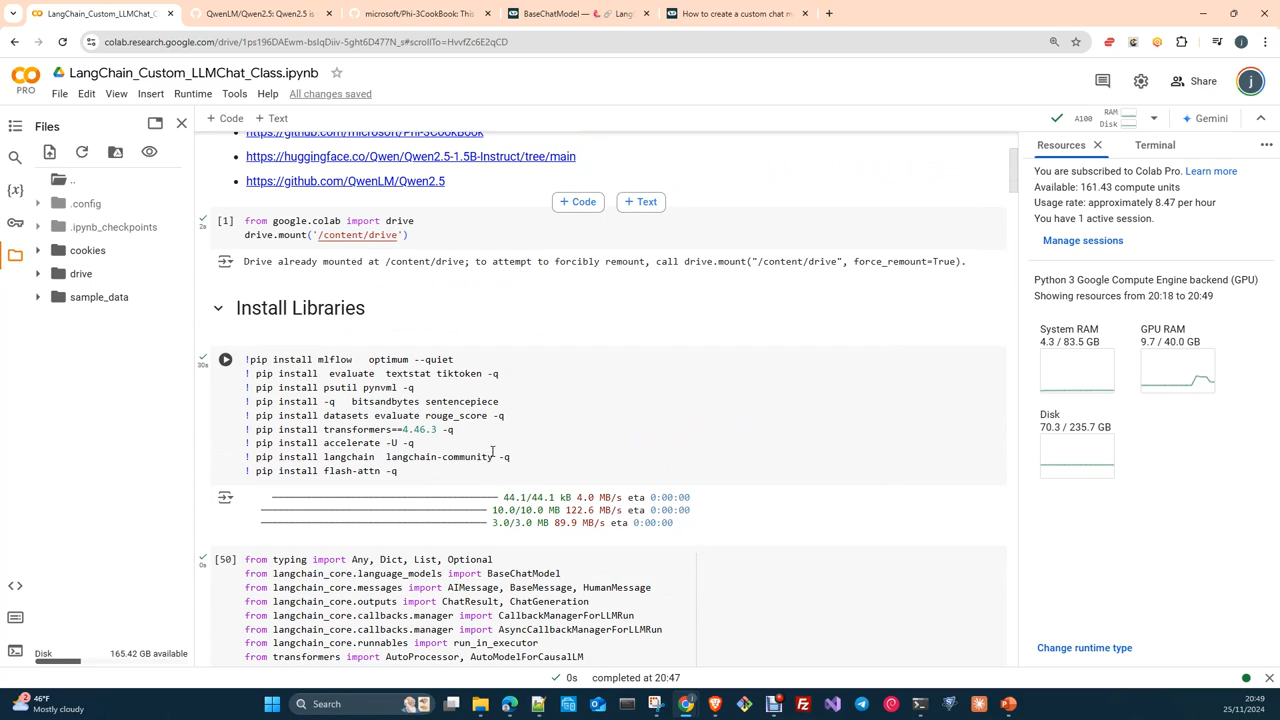 LangChain_Custom_LLMChat_C
QwenLM/Qwen2.5: Qwen2.5 is
microsoft/Phi-3CookBook: This
BaseChatModel — 🦜🔗 Lang
How to create a custom chat m
colab.research.google.com/drive/1ps196DAEwm-bsIqDiiv-5ght6D477N_s#scrollTo=HvvfZc6E2qCD
PRO
LangChain_Custom_LLMChat_Class.ipynb
File Edit View Insert Runtime Tools Help All changes saved
Share
j
+ Code + Text
A100
RAM
Disk
Gemini
Files
..
.config
.ipynb_checkpoints
cookies
drive
sample_data
Disk 165.42 GB available
https://github.com/microsoft/Phi-3CookBook
https://huggingface.co/Qwen/Qwen2.5-1.5B-Instruct/tree/main
https://github.com/QwenLM/Qwen2.5
+ Code + Text
[1] from google.colab import drive
2s drive.mount('/content/drive')
Drive already mounted at /content/drive; to attempt to forcibly remount, call drive.mount("/content/drive", force_remount=True).
Install Libraries
30s
!pip install mlflow optimum --quiet
! pip install evaluate textstat tiktoken -q
! pip install psutil pynvml -q
! pip install -q bitsandbytes sentencepiece
! pip install datasets evaluate rouge_score -q
! pip install transformers==4.46.3 -q
! pip install accelerate -U -q
! pip install langchain langchain-community -q
! pip install flash-attn -q
44.1/44.1 kB 4.0 MB/s eta 0:00:00
10.0/10.0 MB 122.6 MB/s eta 0:00:00
3.0/3.0 MB 89.9 MB/s eta 0:00:00
[50] from typing import Any, Dict, List, Optional
0s from langchain_core.language_models import BaseChatModel
from langchain_core.messages import AIMessage, BaseMessage, HumanMessage
from langchain_core.outputs import ChatResult, ChatGeneration
from langchain_core.callbacks.manager import CallbackManagerForLLMRun
from langchain_core.callbacks.manager import AsyncCallbackManagerForLLMRun
from langchain_core.runnables import run_in_executor
from transformers import AutoProcessor, AutoModelForCausalLM
Resources
Terminal
You are subscribed to Colab Pro. Learn more
Available: 161.43 compute units
Usage rate: approximately 8.47 per hour
You have 1 active session.
Manage sessions
Python 3 Google Compute Engine backend (GPU)
Showing resources from 20:18 to 20:49
System RAM
4.3 / 83.5 GB
GPU RAM
9.7 / 40.0 GB
Disk
70.3 / 235.7 GB
Change runtime type
0s completed at 20:47
46°F
Mostly cloudy
Search
20:49
25/11/2024